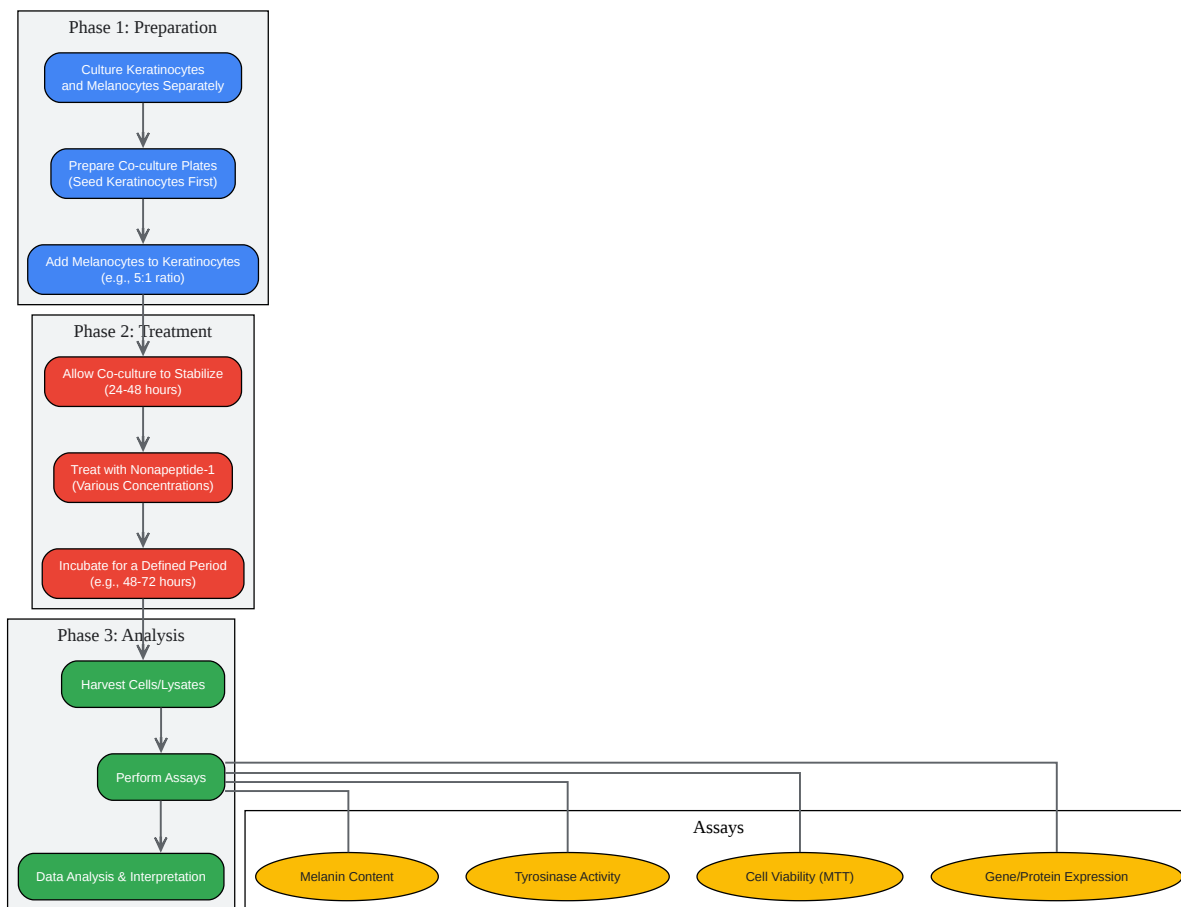 Phase 1: Preparation
Culture Keratinocytes
and Melanocytes Separately
Prepare Co-culture Plates
(Seed Keratinocytes First)
Add Melanocytes to Keratinocytes
(e.g., 5:1 ratio)
Phase 2: Treatment
Allow Co-culture to Stabilize
(24-48 hours)
Treat with Nonapeptide-1
(Various Concentrations)
Incubate for a Defined Period
(e.g., 48-72 hours)
Phase 3: Analysis
Harvest Cells/Lysates
Perform Assays
Data Analysis & Interpretation
Assays
Melanin Content
Tyrosinase Activity
Cell Viability (MTT)
Gene/Protein Expression